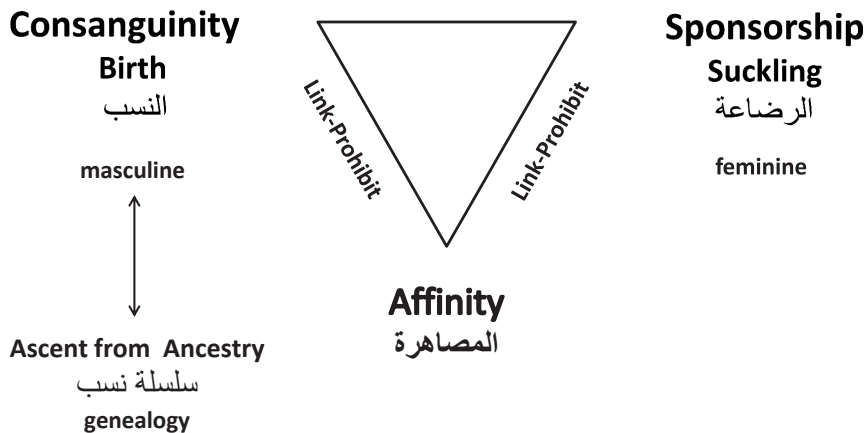 Consanguinity
Birth
النسب
masculine
Ascent from Ancestry
سلسلة نسب
genealogy
Link-Prohibit
Link-Prohibit
Affinity
المصاهرة
Sponsorship
Suckling
الرضاعة
feminine